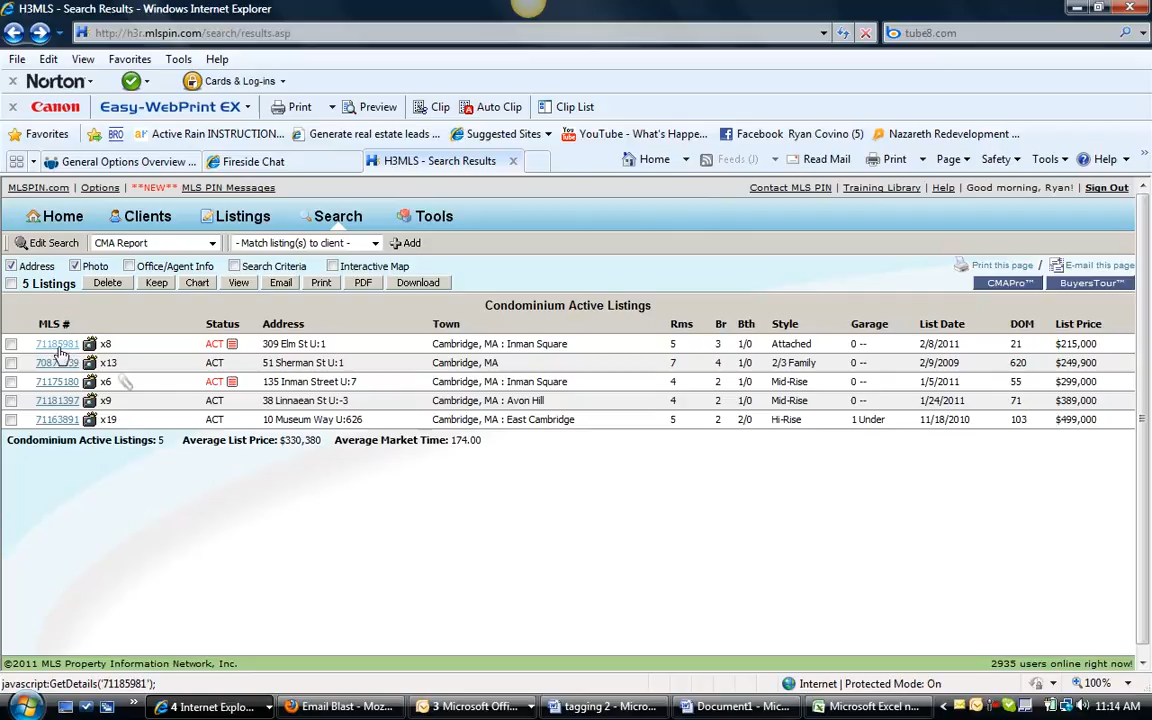 H3MLS - Search Results - Windows Internet Explorer
http://h3r.mlspin.com/search/results.asp
tube8.com
File Edit View Favorites Tools Help
Norton Cards & Log-ins
Canon Easy-WebPrint EX Print Preview Clip Auto Clip Clip List
Favorites BRO Active Rain INSTRUCTION... Generate real estate leads ... Suggested Sites YouTube - What's Happe... Facebook Ryan Covino (5) Nazareth Redevelopment ...
General Options Overview ... Fireside Chat H3MLS - Search Results Home Feeds (J) Read Mail Print Page Safety Tools Help
MLSPIN.com | Options | **NEW** MLS PIN Messages Contact MLS PIN | Training Library | Help | Good morning, Ryan! Sign Out
Home Clients Listings Search Tools
Edit Search CMA Report - Match listing(s) to client - Add
Address Photo Office/Agent Info Search Criteria Interactive Map Print this page / E-mail this page
5 Listings Delete Keep Chart View Email Print PDF Download CMAPro™ BuyersTour™
Condominium Active Listings
MLS # Status Address Town Rms Br Bth Style Garage List Date DOM List Price
71185981 x8 ACT 309 Elm St U:1 Cambridge, MA : Inman Square 5 3 1/0 Attached 0 -- 2/8/2011 21 $215,000
x13 ACT 51 Sherman St U:1 Cambridge, MA 7 4 1/0 2/3 Family 0 -- 2/9/2009 620 $249,900
71175180 x6 ACT 135 Inman Street U:7 Cambridge, MA : Inman Square 4 2 1/0 Mid-Rise 0 -- 1/5/2011 55 $299,000
71181397 x9 ACT 38 Linnaean St U:-3 Cambridge, MA : Avon Hill 4 2 1/0 Mid-Rise 0 -- 1/24/2011 71 $389,000
71163891 x19 ACT 10 Museum Way U:626 Cambridge, MA : East Cambridge 5 2 2/0 Hi-Rise 1 Under 11/18/2010 103 $499,000
Condominium Active Listings: 5 Average List Price: $330,380 Average Market Time: 174.00
©2011 MLS Property Information Network, Inc. 2935 users online right now!
javascript:GetDetails('71185981'); Internet | Protected Mode: On 100%
4 Internet Explo... Email Blast - Moz... 3 Microsoft Offi... tagging 2 - Micro... Document1 - Mic... Microsoft Excel n... 11:14 AM